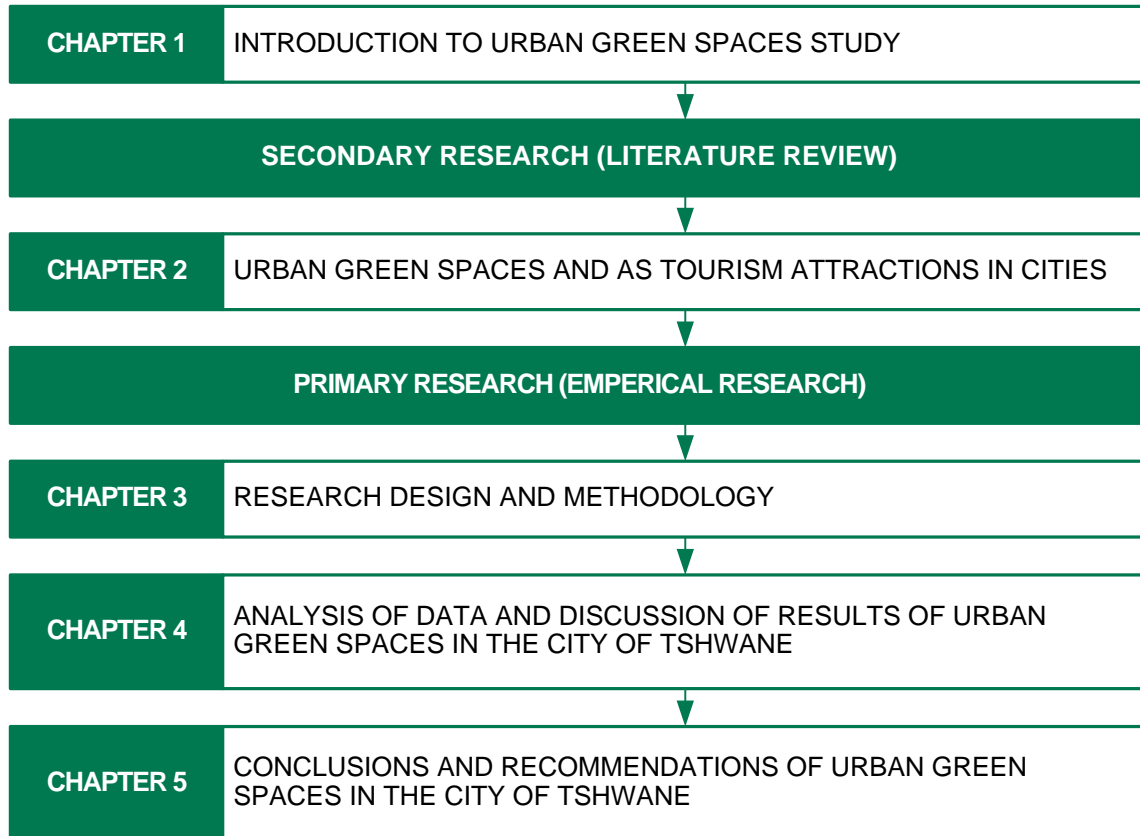 CHAPTER 1
INTRODUCTION TO URBAN GREEN SPACES STUDY
SECONDARY RESEARCH (LITERATURE REVIEW)
CHAPTER 2
URBAN GREEN SPACES AND AS TOURISM ATTRACTIONS IN CITIES
PRIMARY RESEARCH (EMPERICAL RESEARCH)
CHAPTER 3
RESEARCH DESIGN AND METHODOLOGY
CHAPTER 4
ANALYSIS OF DATA AND DISCUSSION OF RESULTS OF URBAN
GREEN SPACES IN THE CITY OF TSHWANE
CHAPTER 5
CONCLUSIONS AND RECOMMENDATIONS OF URBAN GREEN
SPACES IN THE CITY OF TSHWANE